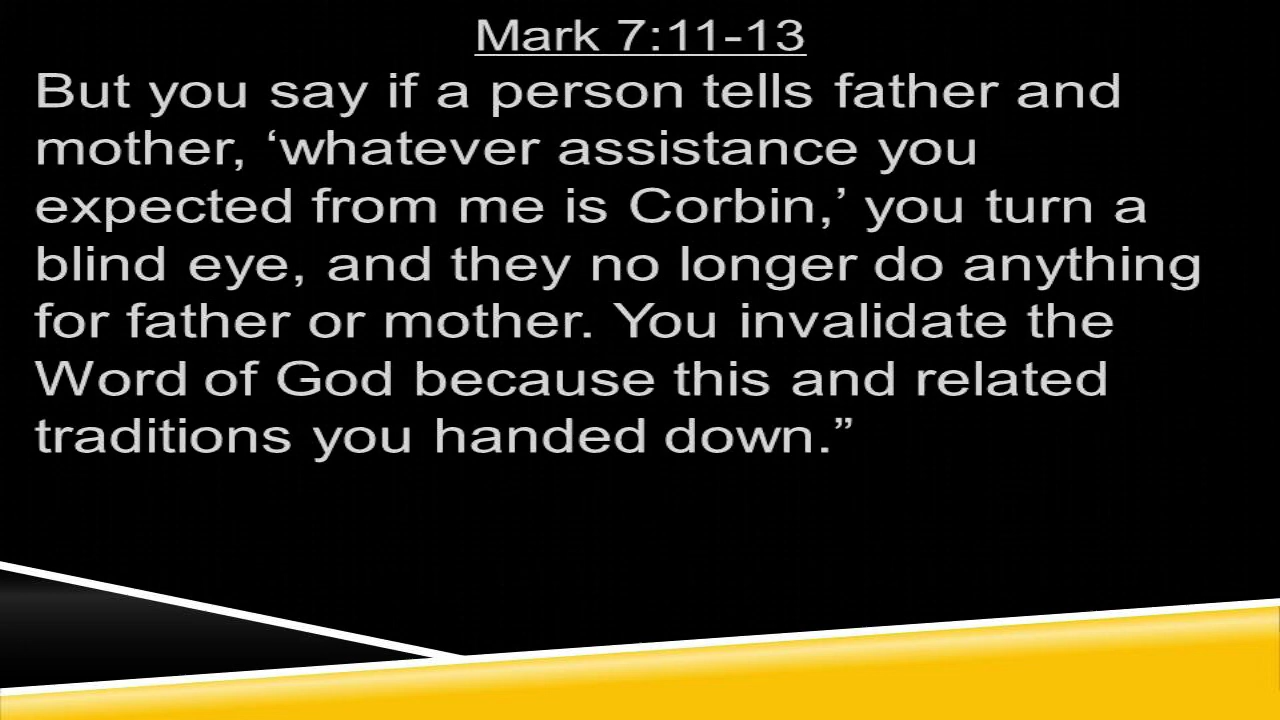 Mark 7:11-13
But you say if a person tells father and
mother, ‘whatever assistance you
expected from me is Corbin,’ you turn a
blind eye, and they no longer do anything
for father or mother. You invalidate the
Word of God because this and related
traditions you handed down.”